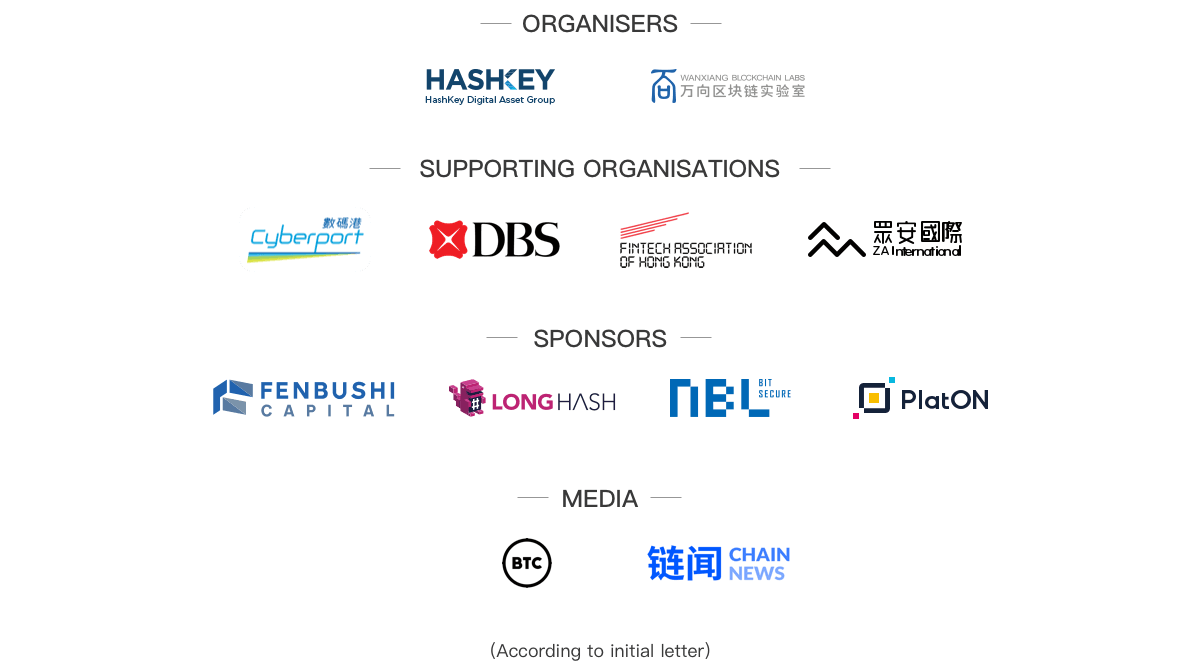 ORGANISERS
HASHKEY
HashKey Digital Asset Group
WANXIANG BLOCKCHAIN LABS
万向区块链实验室
SUPPORTING ORGANISATIONS
數碼港
Cyberport
DBS
FINTECH ASSOCIATION
OF HONG KONG
眾安國際
ZA International
SPONSORS
FENBUSHI
CAPITAL
LONGHASH
NBL
BIT
SECURE
PlatON
MEDIA
BTC
链闻
CHAIN
NEWS
(According to initial letter)